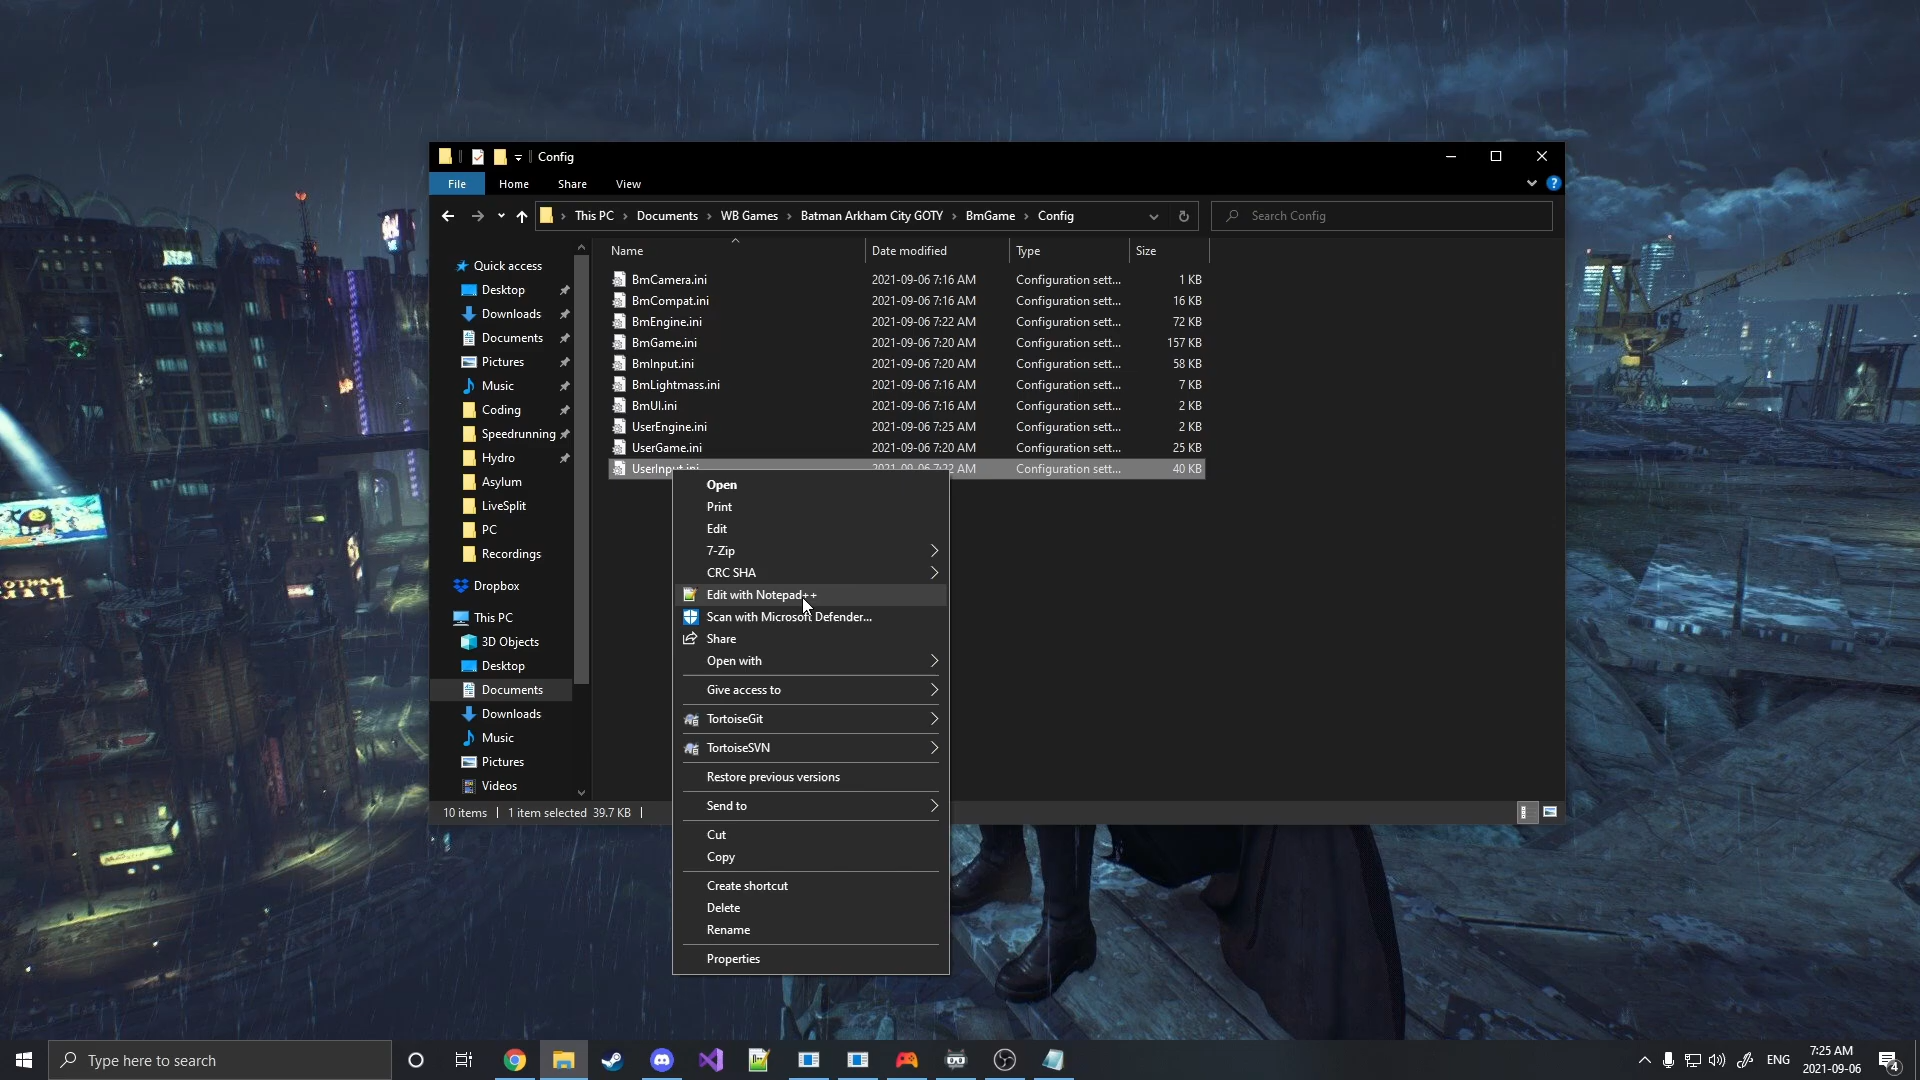 Config
File Home Share View
This PC Documents WB Games Batman Arkham City GOTY BmGame Config
Search Config
Name Date modified Type Size
BmCamera.ini 2021-09-06 7:16 AM Configuration sett... 1 KB
BmCompat.ini 2021-09-06 7:16 AM Configuration sett... 16 KB
BmEngine.ini 2021-09-06 7:22 AM Configuration sett... 72 KB
BmGame.ini 2021-09-06 7:20 AM Configuration sett... 157 KB
BmInput.ini 2021-09-06 7:20 AM Configuration sett... 58 KB
BmLightmass.ini 2021-09-06 7:16 AM Configuration sett... 7 KB
BmUI.ini 2021-09-06 7:16 AM Configuration sett... 2 KB
UserEngine.ini 2021-09-06 7:25 AM Configuration sett... 2 KB
UserGame.ini 2021-09-06 7:20 AM Configuration sett... 25 KB
UserInput.ini 2021-09-06 7:22 AM Configuration sett... 40 KB
Quick access
Desktop
Downloads
Documents
Pictures
Music
Coding
Speedrunning
Hydro
Asylum
LiveSplit
PC
Recordings
Dropbox
This PC
3D Objects
Desktop
Documents
Downloads
Music
Pictures
Videos
Open
Print
Edit
7-Zip
CRC SHA
Edit with Notepad++
Scan with Microsoft Defender...
Share
Open with
Give access to
TortoiseGit
TortoiseSVN
Restore previous versions
Send to
Cut
Copy
Create shortcut
Delete
Rename
Properties
10 items 1 item selected 39.7 KB
GOTHAM
Type here to search
ENG
7:25 AM
2021-09-06
4